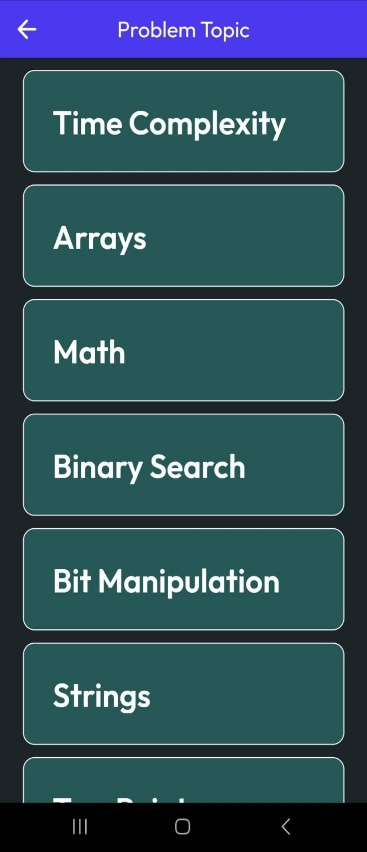 Problem Topic
Time Complexity
Arrays
Math
Binary Search
Bit Manipulation
Strings